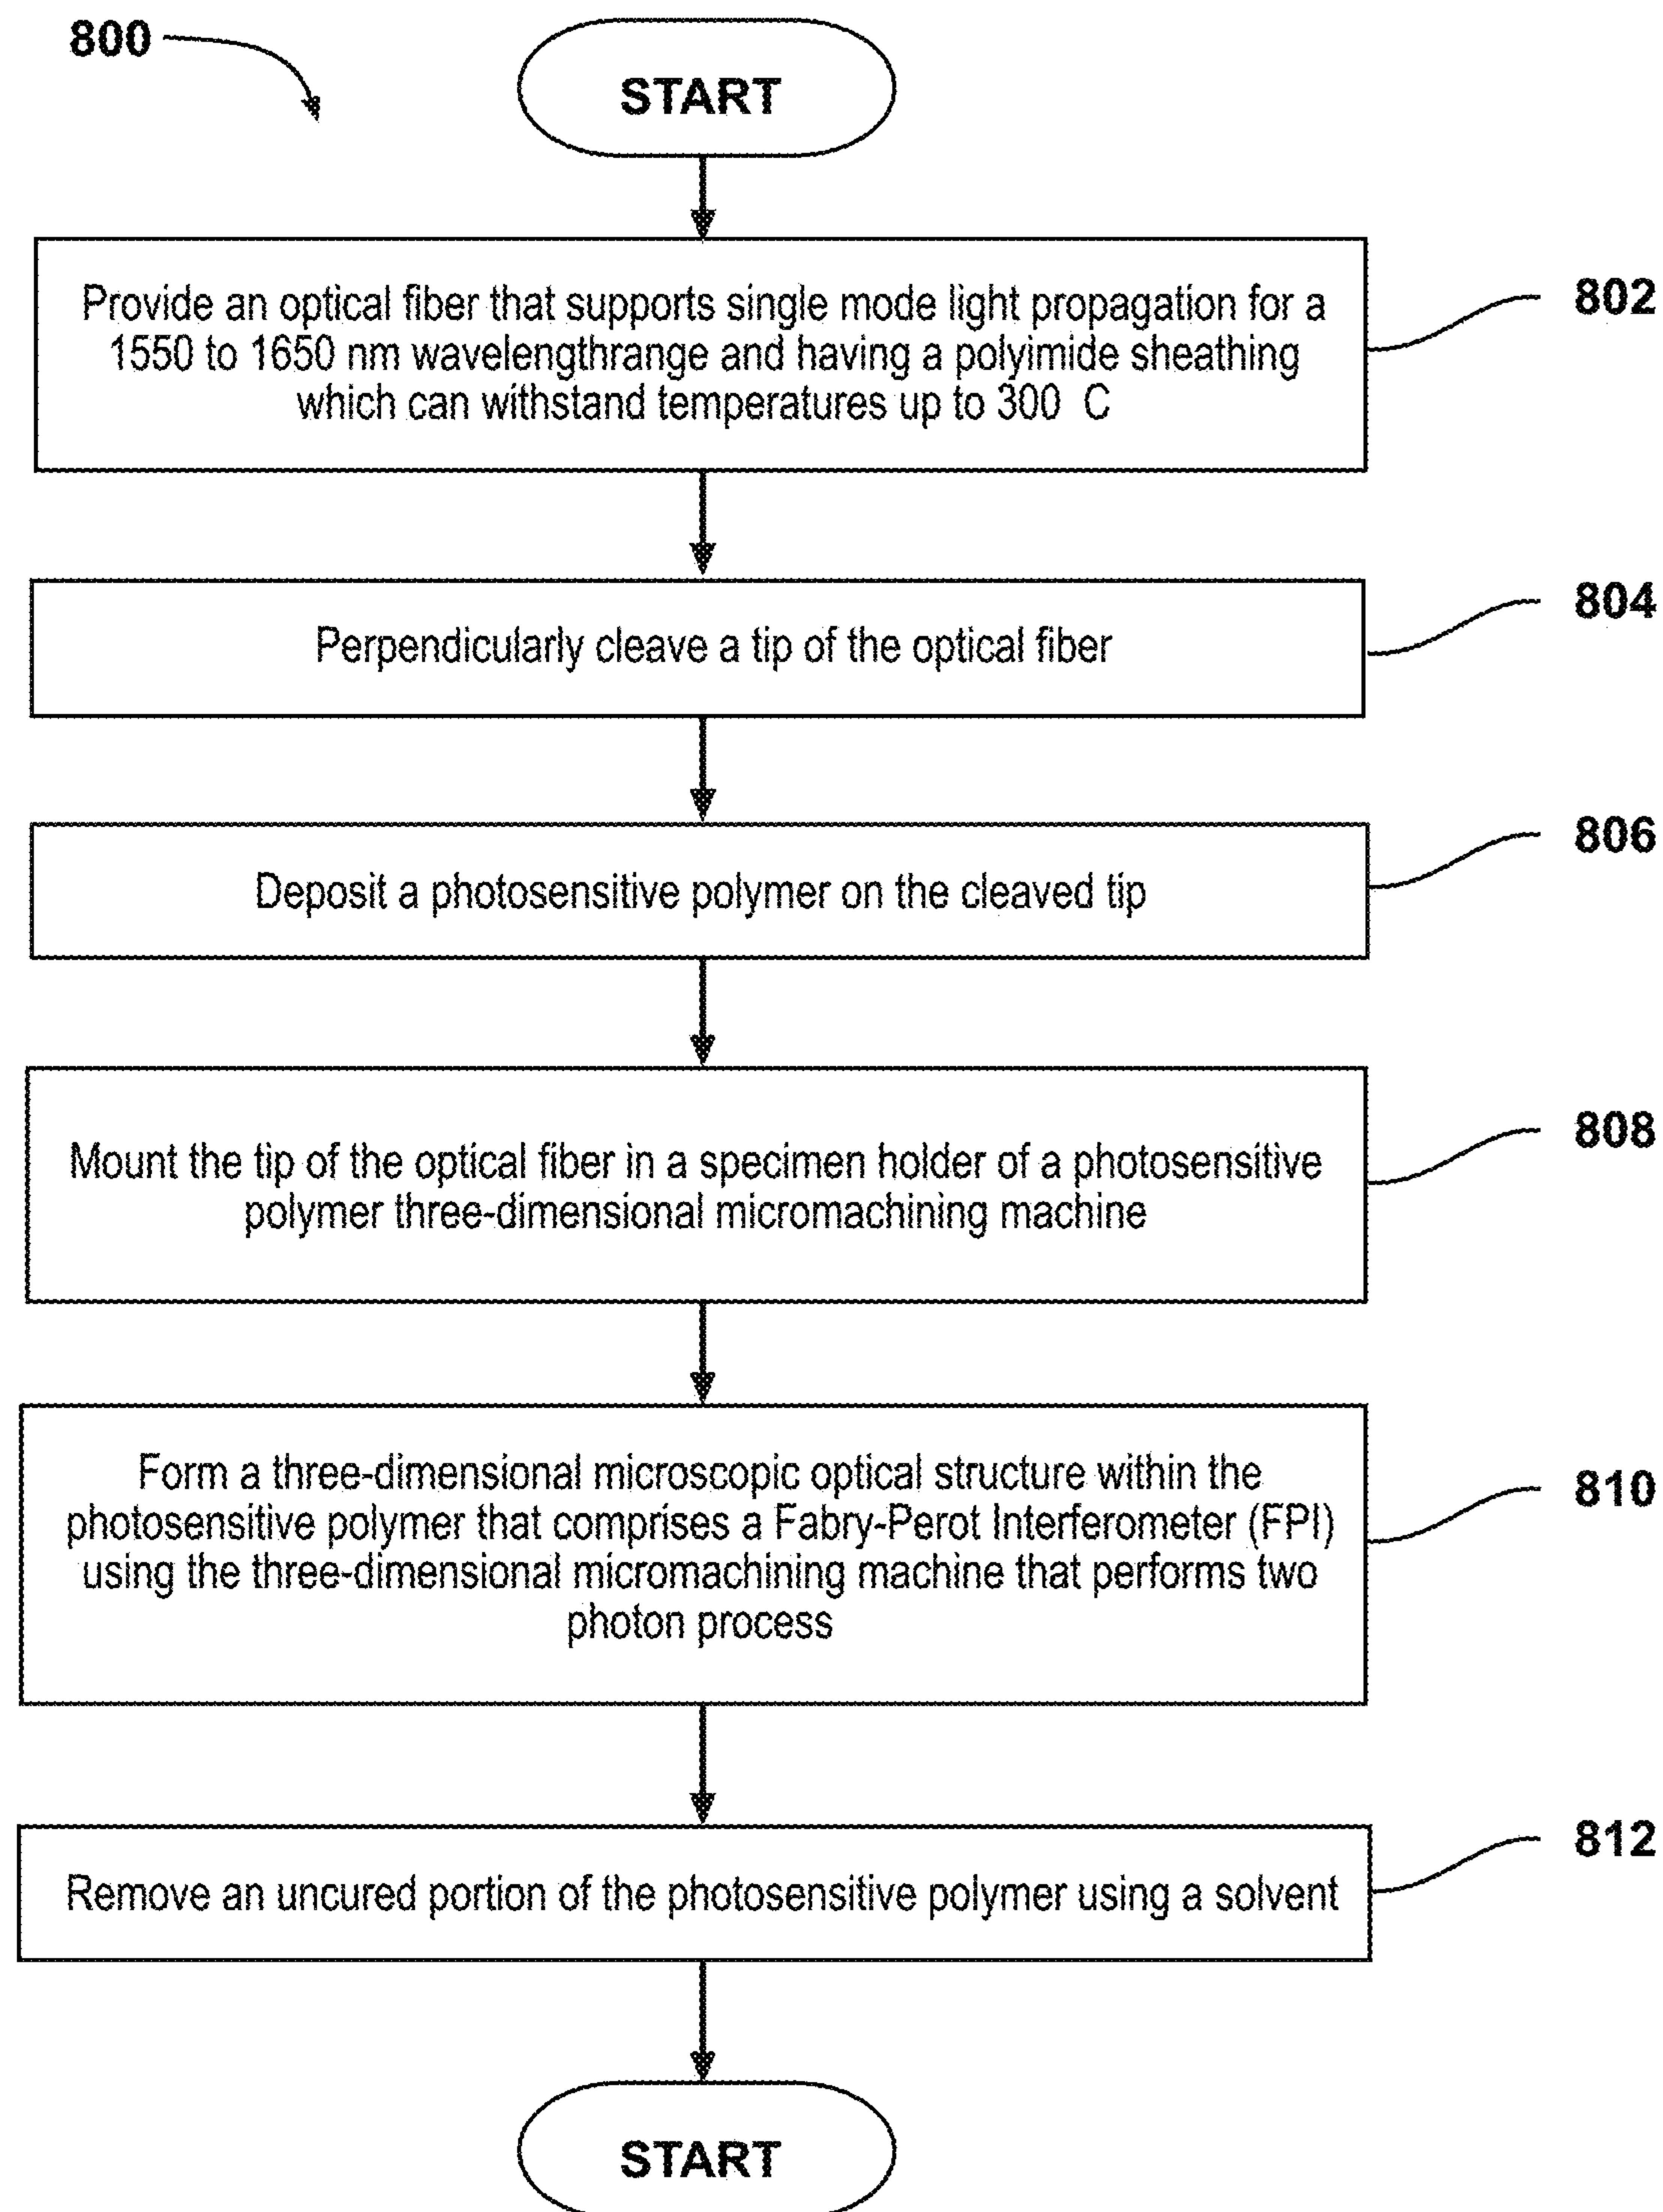 800
START
Provide an optical fiber that supports single mode light propagation for a
1550 to 1650 nm wavelengthrange and having a polyimide sheathing
which can withstand temperatures up to 300 C
802
Perpendicularly cleave a tip of the optical fiber
804
Deposit a photosensitive polymer on the cleaved tip
806
Mount the tip of the optical fiber in a specimen holder of a photosensitive
polymer three-dimensional micromachining machine
808
Form a three-dimensional microscopic optical structure within the
photosensitive polymer that comprises a Fabry-Perot Interferometer (FPI)
using the three-dimensional micromachining machine that performs two
photon process
810
Remove an uncured portion of the photosensitive polymer using a solvent
812
START